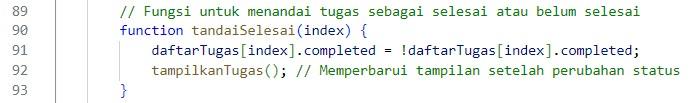 89 // Fungsi untuk menandai tugas sebagai selesai atau belum selesai
90 function tandaiSelesai(index) {
91 daftarTugas[index].completed = !daftarTugas[index].completed;
92 tampilkanTugas(); // Memperbarui tampilan setelah perubahan status
93 }